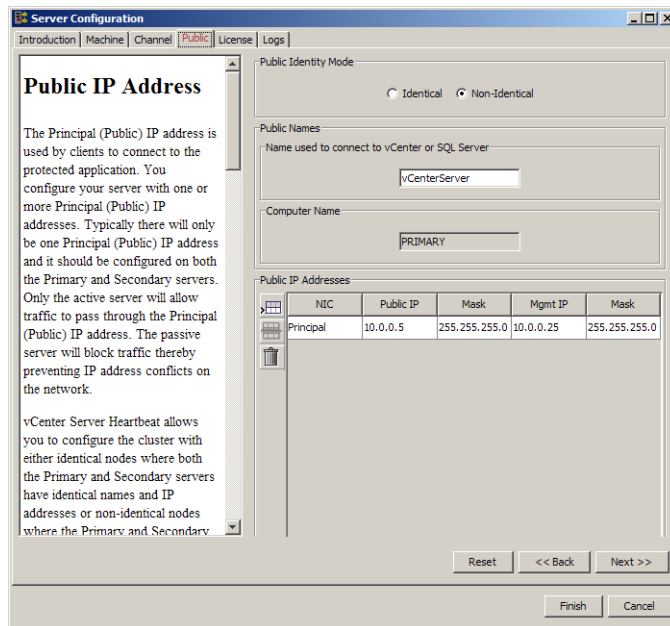 Server Configuration
Introduction Machine Channel Public License Logs
Public IP Address
The Principal (Public) IP address is
used by clients to connect to the
protected application. You
configure your server with one or
more Principal (Public) IP
addresses. Typically there will only
be one Principal (Public) IP address
and it should be configured on both
the Primary and Secondary servers.
Only the active server will allow
traffic to pass through the Principal
(Public) IP address. The passive
server will block traffic thereby
preventing IP address conflicts on
the network.
vCenter Server Heartbeat allows
you to configure the cluster with
either identical nodes where both
the Primary and Secondary servers
have identical names and IP
addresses or non-identical nodes
where the Primary and Secondary
Public Identity Mode
Identical Non-Identical
Public Names
Name used to connect to vCenter or SQL Server
vCenterServer
Computer Name
PRIMARY
Public IP Addresses
NIC Public IP Mask Mgmt IP Mask
Principal 10.0.0.5 255.255.255.0 10.0.0.25 255.255.255.0
Reset << Back Next >>
Finish Cancel